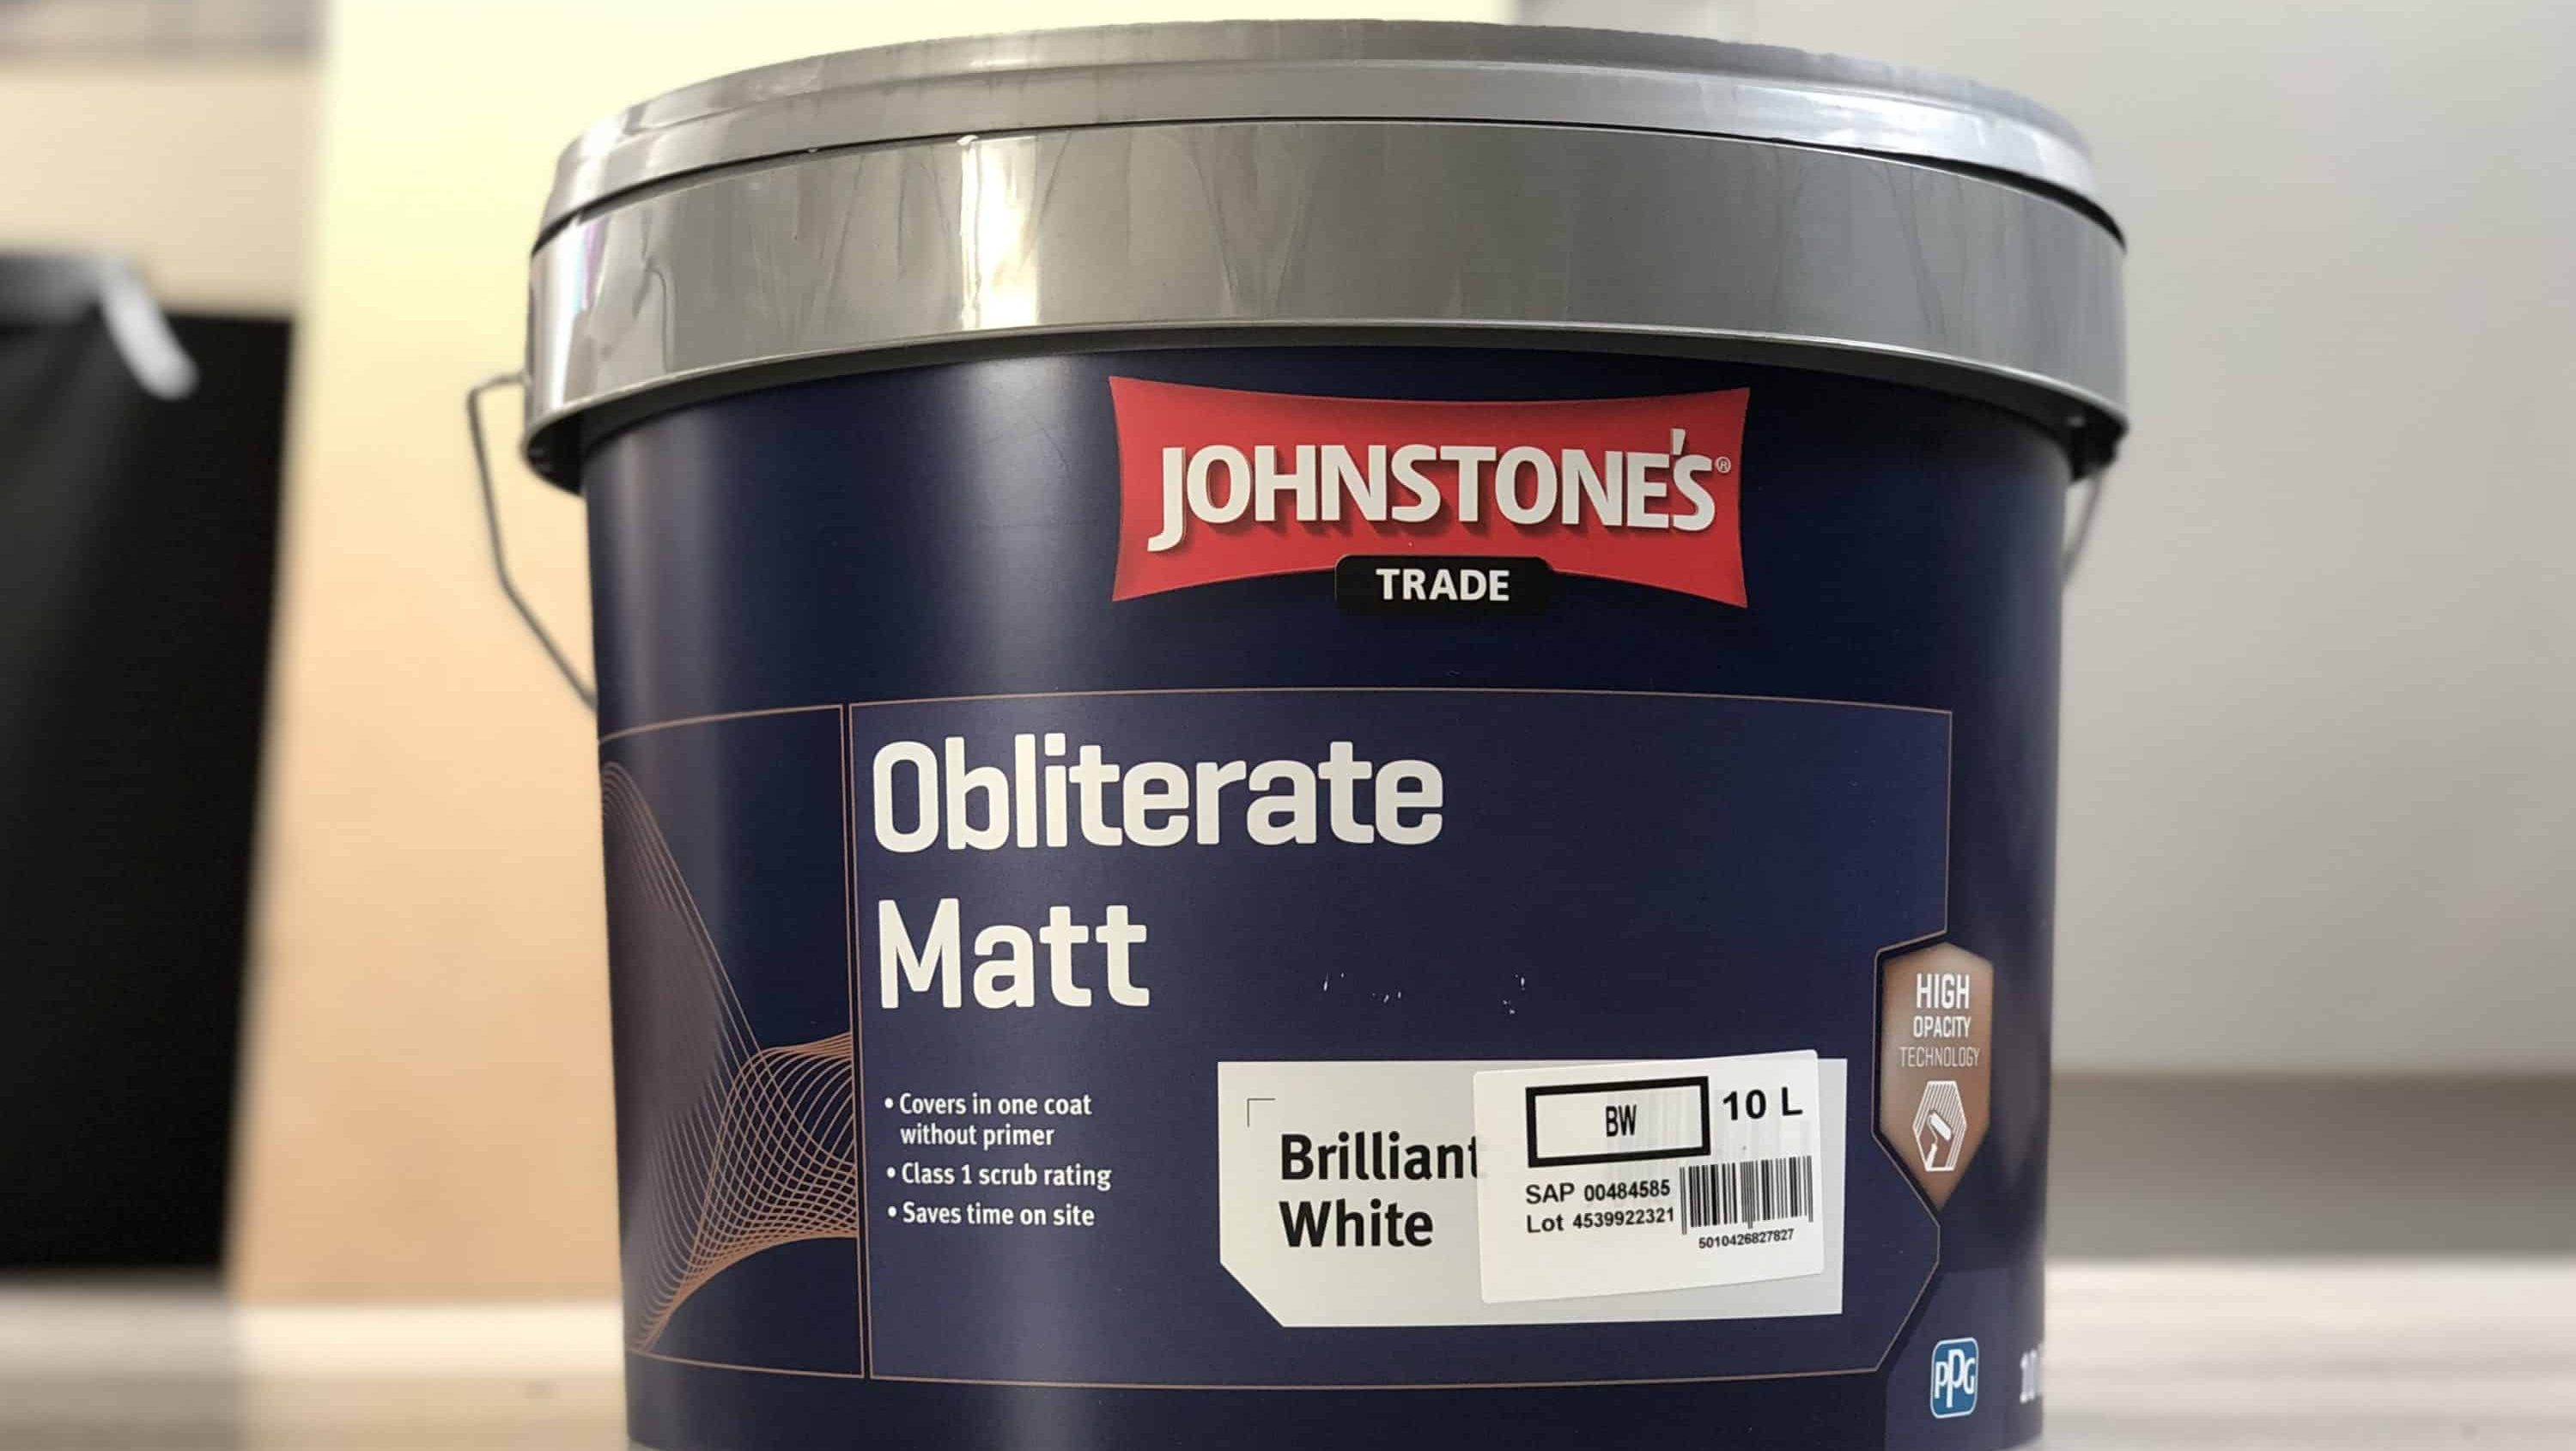 JOHNSTONE'S®
TRADE
Obliterate
Matt
• Covers in one coat
without primer
• Class 1 scrub rating
• Saves time on site
Brilliant
White
BW
10 L
SAP 00484585
Lot 4539922321
5010426827827
HIGH
OPACITY
TECHNOLOGY
PPG
10